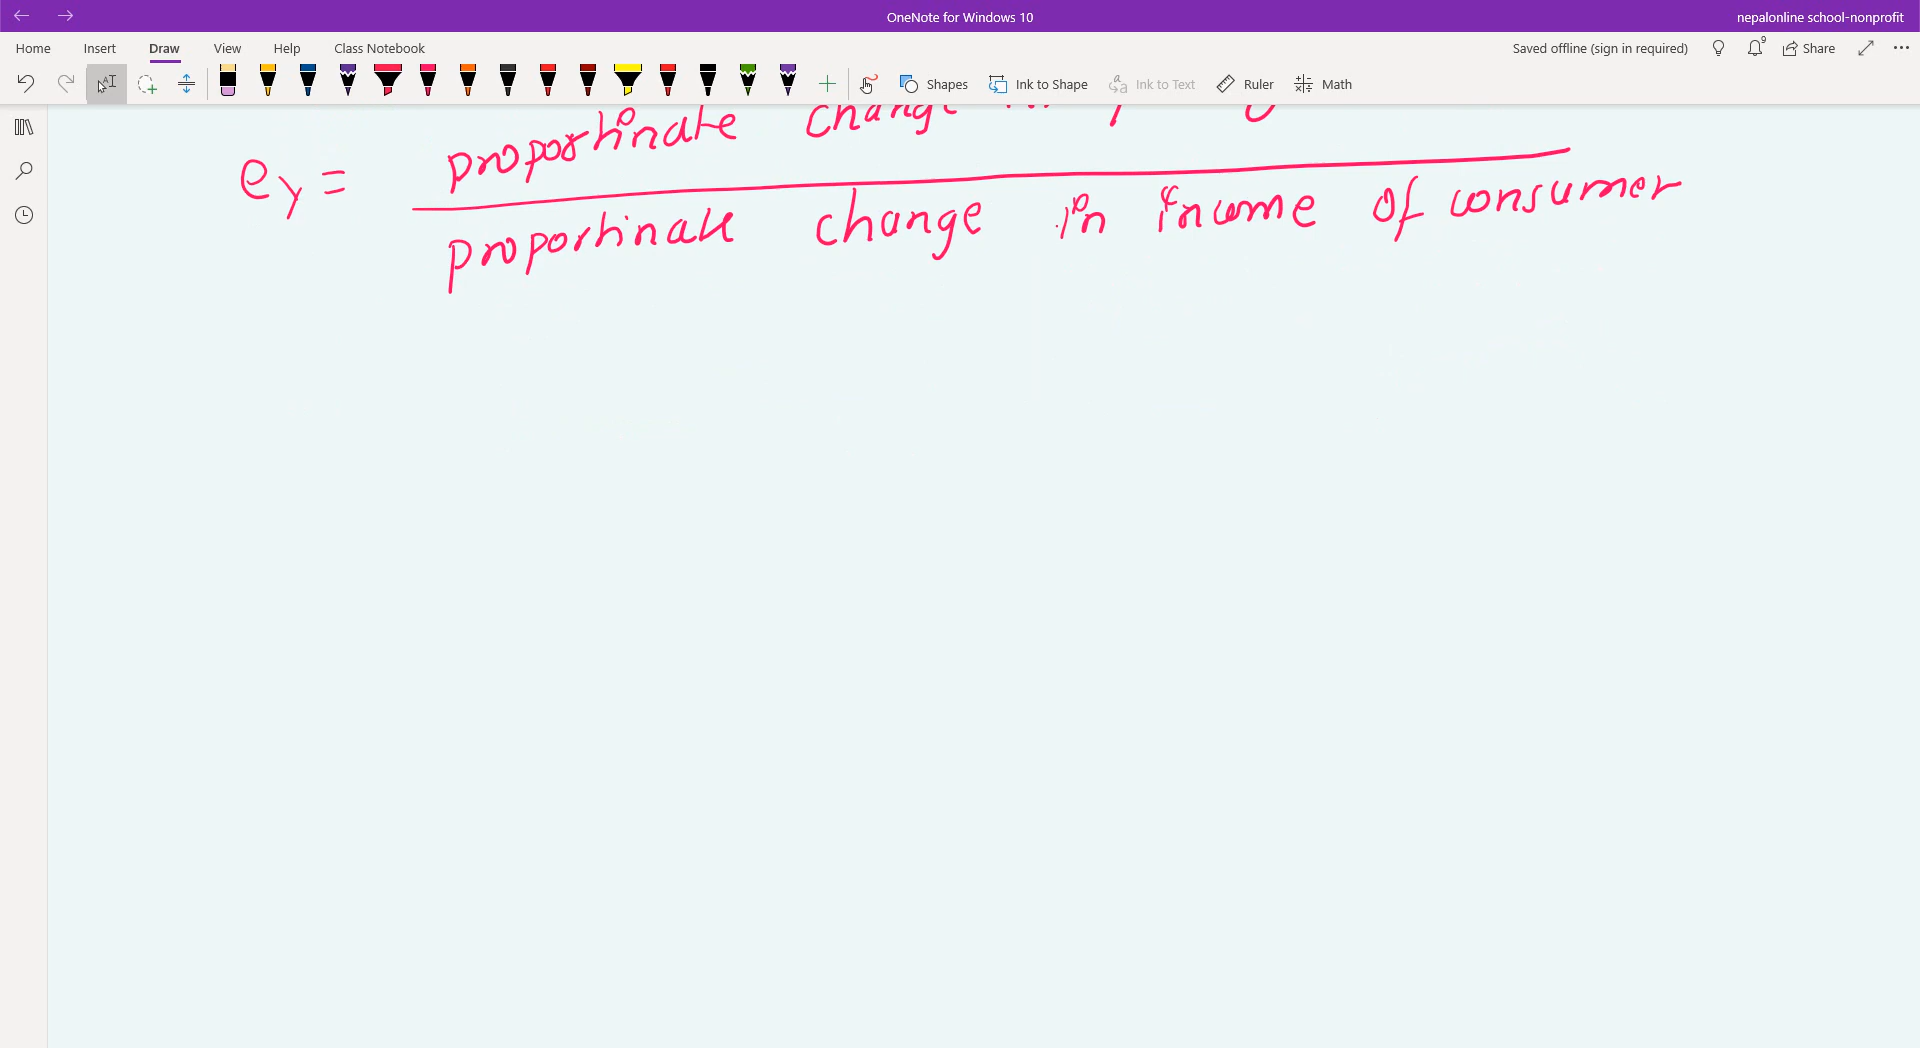 OneNote for Windows 10
nepalonline school-nonprofit
Home Insert Draw View Help Class Notebook
Saved offline (sign in required) 9 Share
Shapes Ink to Shape Ink to Text Ruler Math
proportinate change
ey =
proportinate change in income of consumer